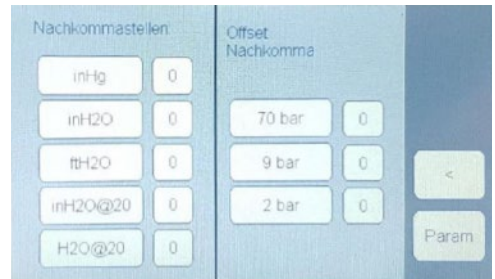 Nachkommastellen
inHg 0
inH2O 0
ftH2O 0
inH2O@20 0
H2O@20 0
Offset
Nachkomma
70 bar 0
9 bar 0
2 bar 0
<
Param